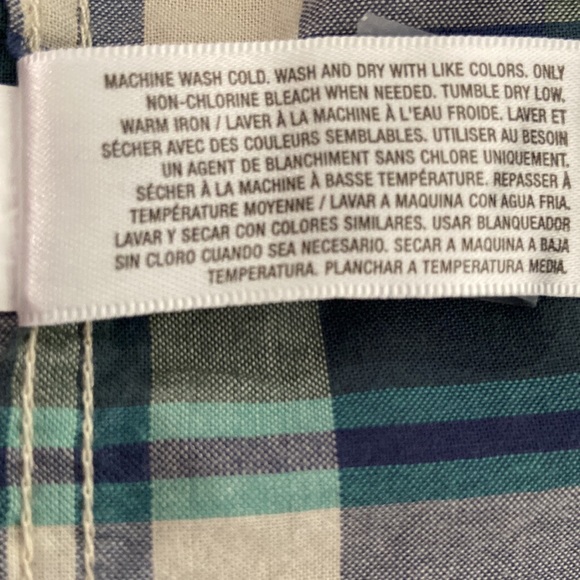 MACHINE WASH COLD. WASH AND DRY WITH LIKE COLORS. ONLY
NON-CHLORINE BLEACH WHEN NEEDED. TUMBLE DRY LOW.
WARM IRON / LAVER À LA MACHINE À L'EAU FROIDE. LAVER ET
SÉCHER AVEC DES COULEURS SEMBLABLES. UTILISER AU BESOIN
UN AGENT DE BLANCHIMENT SANS CHLORE UNIQUEMENT.
SÉCHER À LA MACHINE À BASSE TEMPÉRATURE. REPASSER À
TEMPÉRATURE MOYENNE / LAVAR A MAQUINA CON AGUA FRIA.
LAVAR Y SECAR CON COLORES SIMILARES. USAR BLANQUEADOR
SIN CLORO CUANDO SEA NECESARIO. SECAR A MAQUINA A BAJA
TEMPERATURA. PLANCHAR A TEMPERATURA MEDIA.